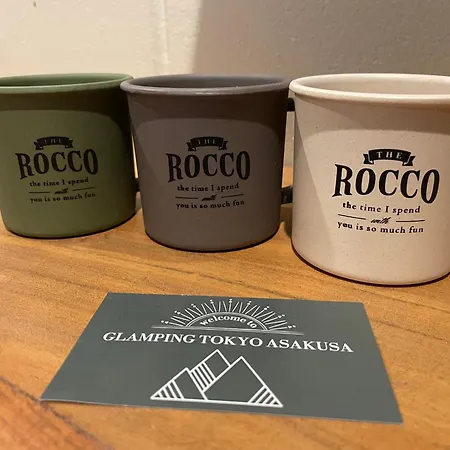 THE
ROCCO
the time I spend
with
you is so much fun
THE
ROCCO
the time I spend
with
you is so much fun
THE
ROCCO
the time I spend
with
you is so much fun
welcome to
GLAMPING TOKYO ASAKUSA